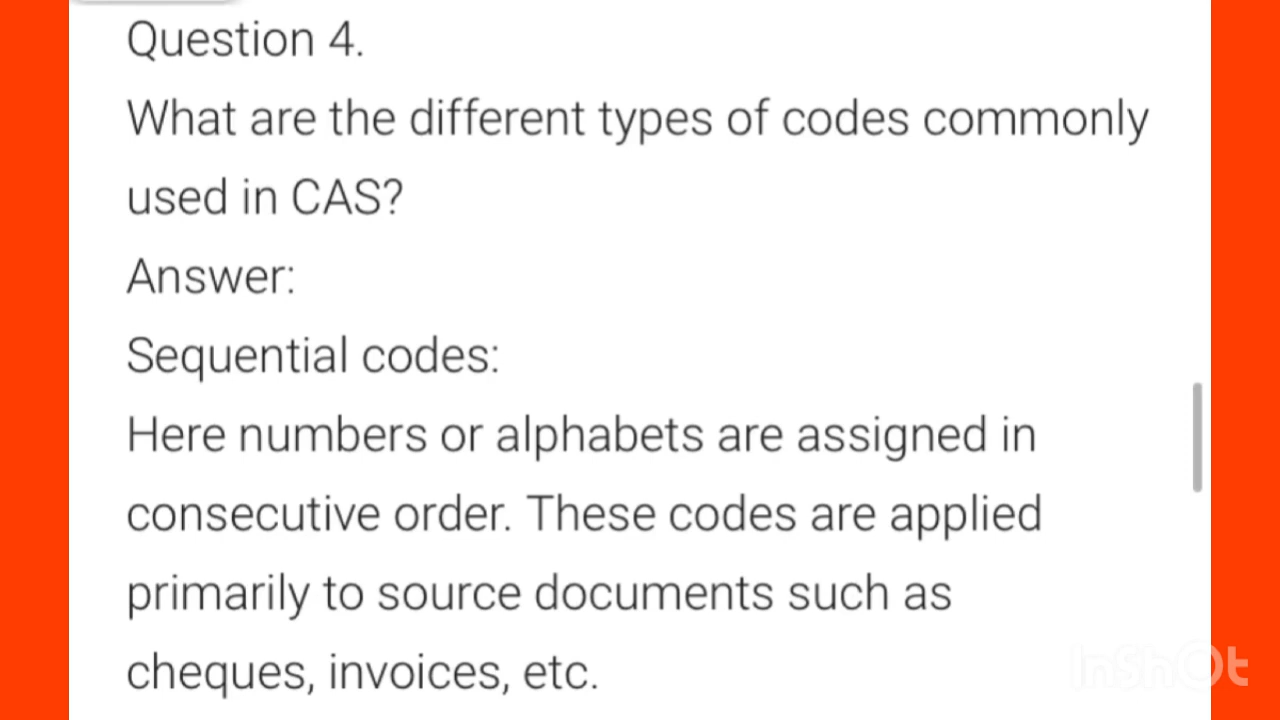 Question 4.
What are the different types of codes commonly
used in CAS?
Answer:
Sequential codes:
Here numbers or alphabets are assigned in
consecutive order. These codes are applied
primarily to source documents such as
cheques, invoices, etc.
InShOt